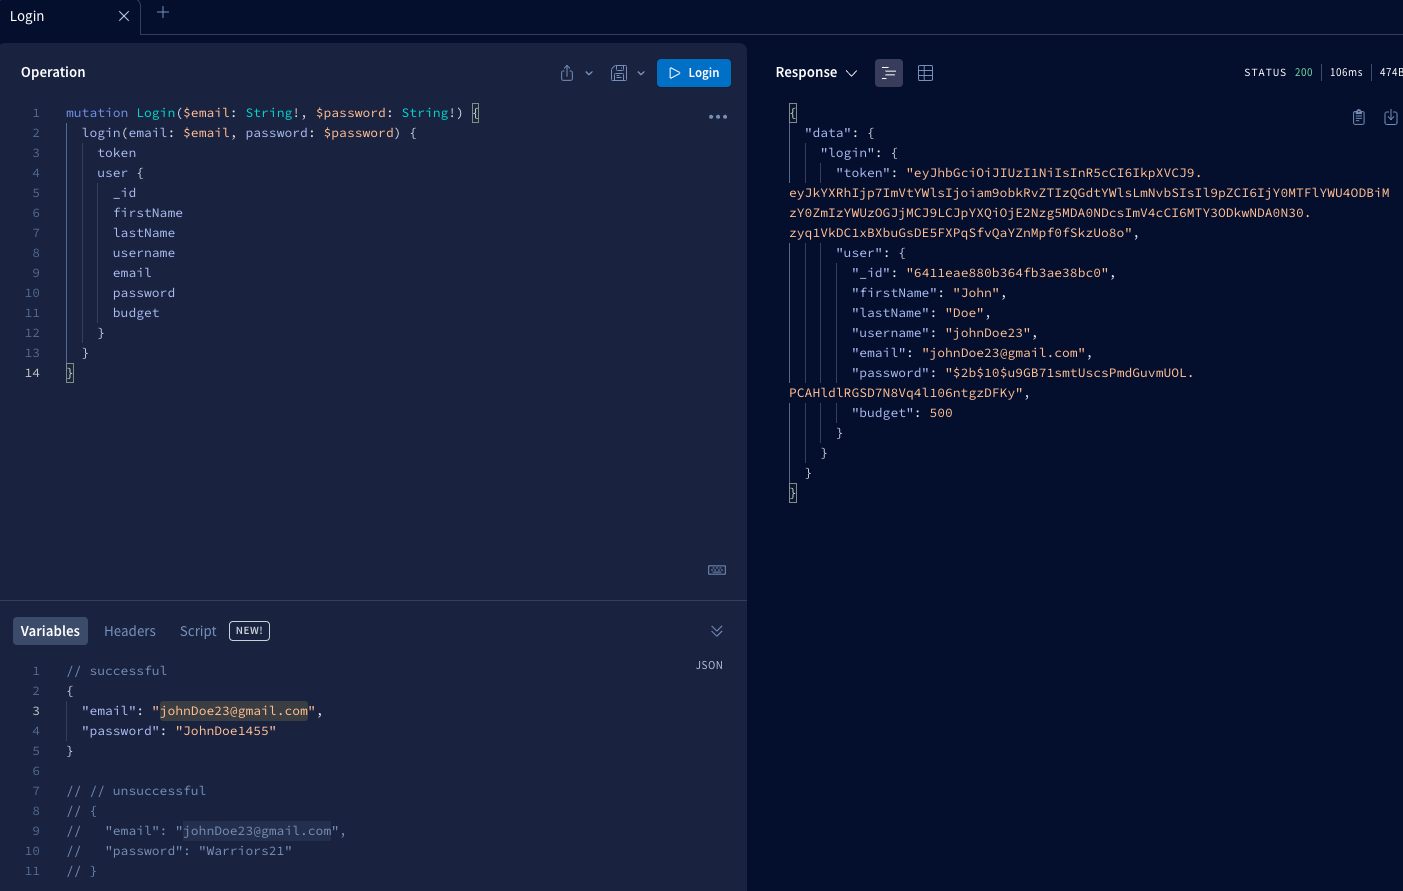 Login
Operation
Login
1 mutation Login($email: String!, $password: String!) {
2 login(email: $email, password: $password) {
3 token
4 user {
5 _id
6 firstName
7 lastName
8 username
9 email
10 password
11 budget
12 }
13 }
14 }
Variables Headers Script NEW!
JSON
1 // successful
2 {
3 "email": "johnDoe23@gmail.com",
4 "password": "JohnDoe1455"
5 }
6
7 // // unsuccessful
8 // {
9 // "email": "johnDoe23@gmail.com",
10 // "password": "Warriors21"
11 // }
Response
STATUS 200 106ms 474B
{
"data": {
"login": {
"token": "eyJhbGciOiJIUzI1NiIsInR5cCI6IkpXVCJ9.
eyJkYXRhIjp7ImVtYWlsIjoiam9obkRvZTIzQGdtYWlsLmNvbSIsIl9pZCI6IjY0MTFlYWU4ODBiM
zY0ZmIzYWUzOGJjMCJ9LCJpYXQiOjE2Nzg5MDA0NDcsImV4cCI6MTY3ODkwNDA0N30.
zyq1VkDC1xBXbuGsDE5FXPqSfvQaYZnMpf0fSkzUo8o",
"user": {
"_id": "6411eae880b364fb3ae38bc0",
"firstName": "John",
"lastName": "Doe",
"username": "johnDoe23",
"email": "johnDoe23@gmail.com",
"password": "$2b$10$u9GB71smtUscsPmdGuvmUOL.
PCAHldlRGSD7N8Vq4l106ntgzDFKy",
"budget": 500
}
}
}
}